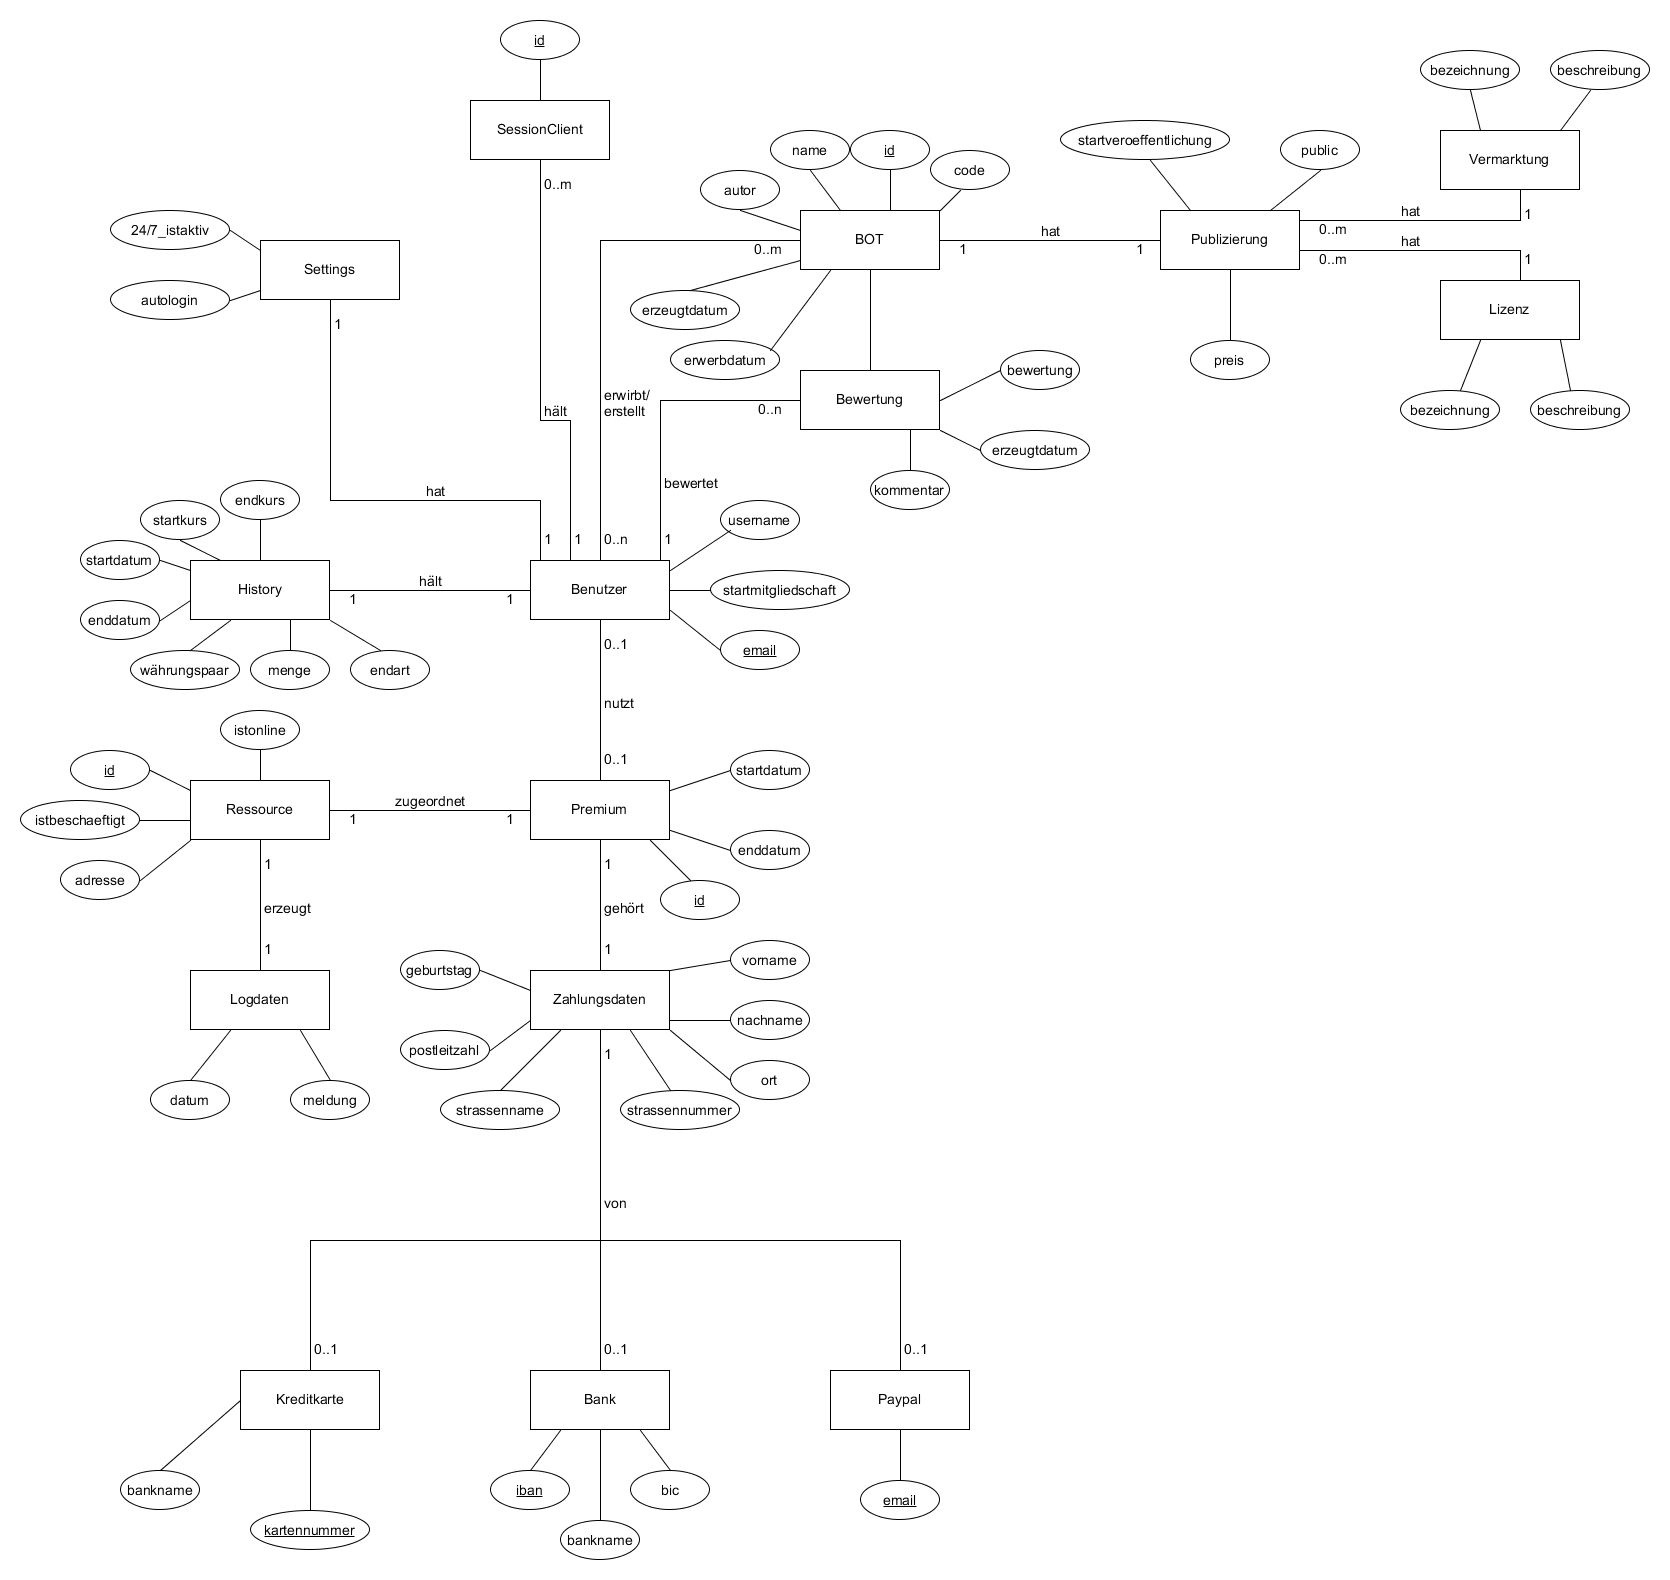 id
SessionClient
0..m
hält
1
bezeichnung
beschreibung
Vermarktung
1
hat
0..m
startveroeffentlichung
public
Publizierung
preis
hat
0..m
1
Lizenz
bezeichnung
beschreibung
name
id
code
autor
BOT
0..m
hat
1
1
erzeugtdatum
erwerbdatum
erwirbt/
erstellt
0..n
Bewertung
0..n
bewertung
erzeugtdatum
kommentar
bewertet
1
24/7_istaktiv
autologin
Settings
1
hat
1
endkurs
startkurs
startdatum
enddatum
History
währungspaar
menge
endart
hält
1
1
Benutzer
username
startmitgliedschaft
email
0..1
nutzt
0..1
istonline
id
istbeschaeftigt
adresse
Ressource
zugeordnet
1
1
Premium
startdatum
enddatum
id
1
erzeugt
1
Logdaten
datum
meldung
1
gehört
1
Zahlungsdaten
geburtstag
postleitzahl
strassenname
strassennummer
vorname
nachname
ort
1
von
0..1
0..1
0..1
Kreditkarte
Bank
Paypal
bankname
kartennummer
iban
bankname
bic
email